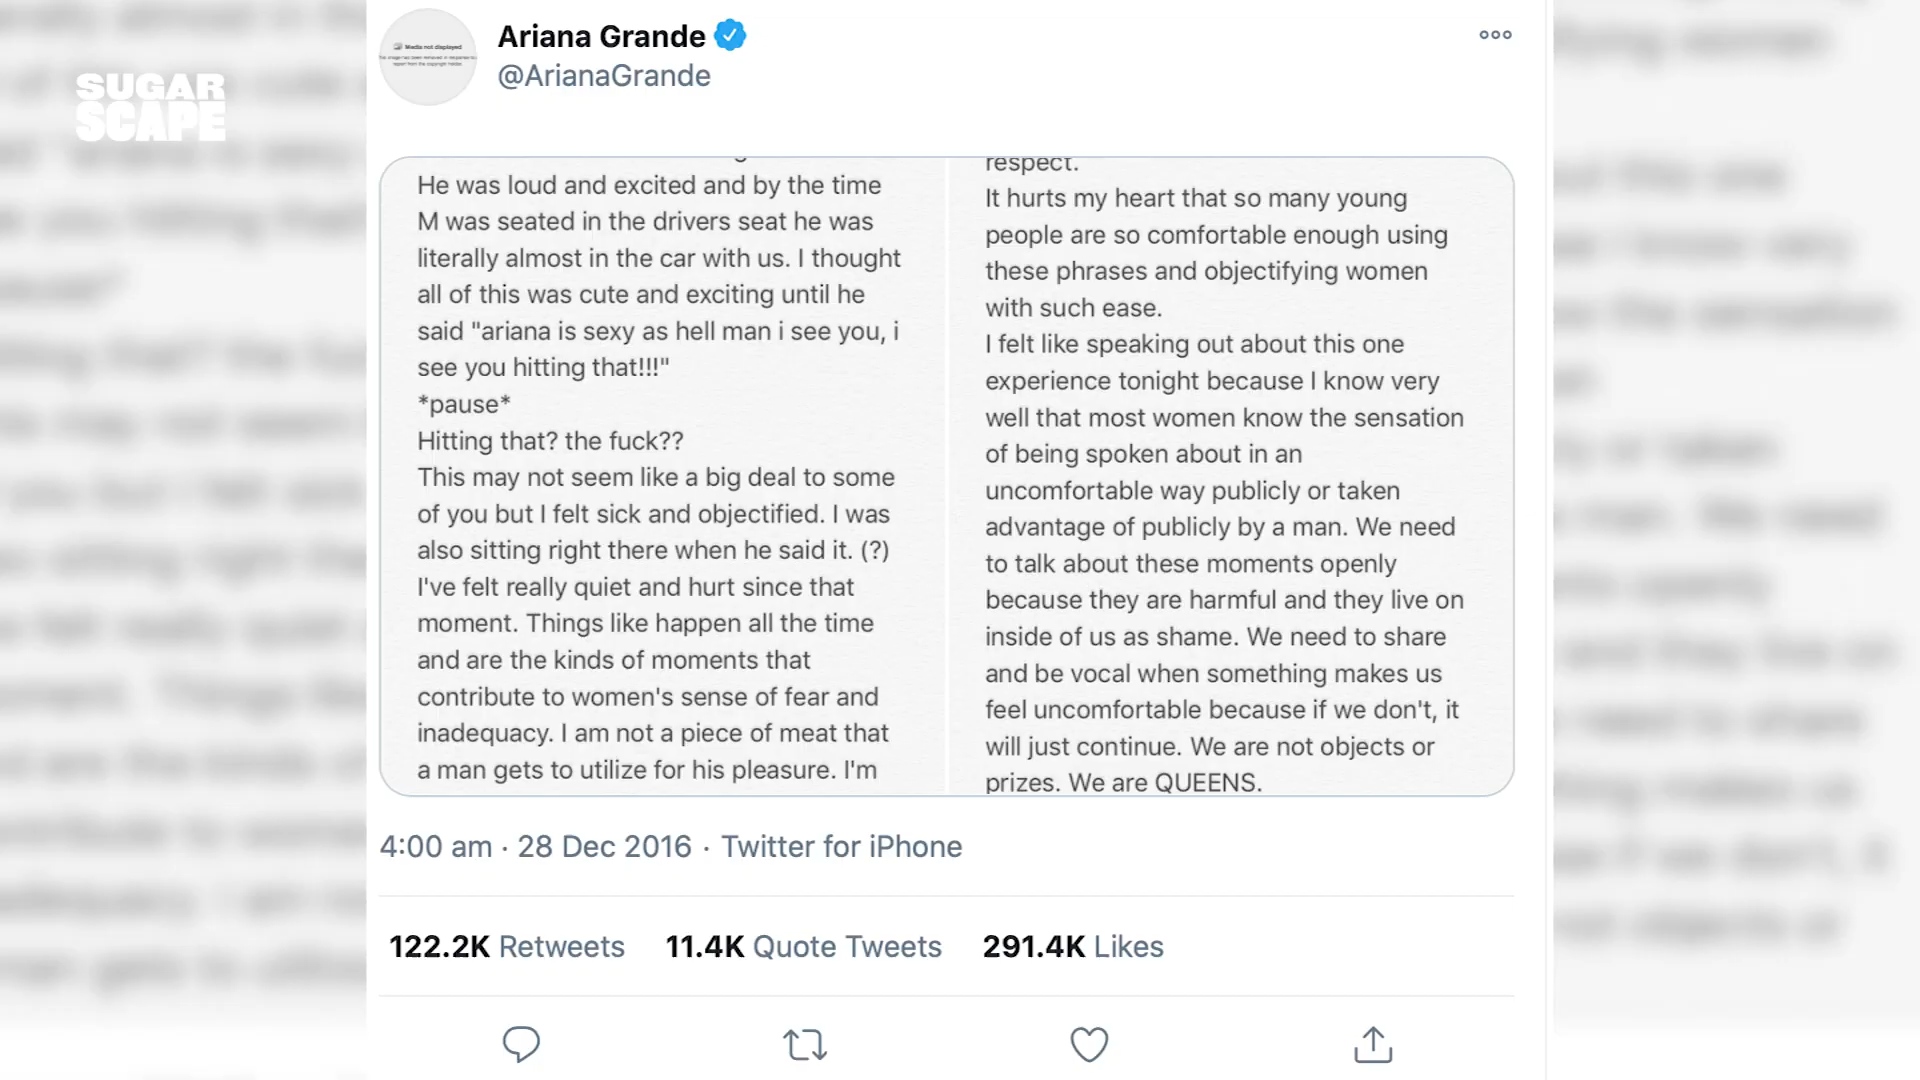 SUGAR
SCAPE
Ariana Grande
@ArianaGrande
Media not displayed
He was loud and excited and by the time
M was seated in the drivers seat he was
literally almost in the car with us. I thought
all of this was cute and exciting until he
said "ariana is sexy as hell man i see you, i
see you hitting that!!!"
*pause*
Hitting that? the fuck??
This may not seem like a big deal to some
of you but I felt sick and objectified. I was
also sitting right there when he said it. (?)
I've felt really quiet and hurt since that
moment. Things like happen all the time
and are the kinds of moments that
contribute to women's sense of fear and
inadequacy. I am not a piece of meat that
a man gets to utilize for his pleasure. I'm
respect.
It hurts my heart that so many young
people are so comfortable enough using
these phrases and objectifying women
with such ease.
I felt like speaking out about this one
experience tonight because I know very
well that most women know the sensation
of being spoken about in an
uncomfortable way publicly or taken
advantage of publicly by a man. We need
to talk about these moments openly
because they are harmful and they live on
inside of us as shame. We need to share
and be vocal when something makes us
feel uncomfortable because if we don't, it
will just continue. We are not objects or
prizes. We are QUEENS.
4:00 am · 28 Dec 2016 · Twitter for iPhone
122.2K Retweets 11.4K Quote Tweets 291.4K Likes